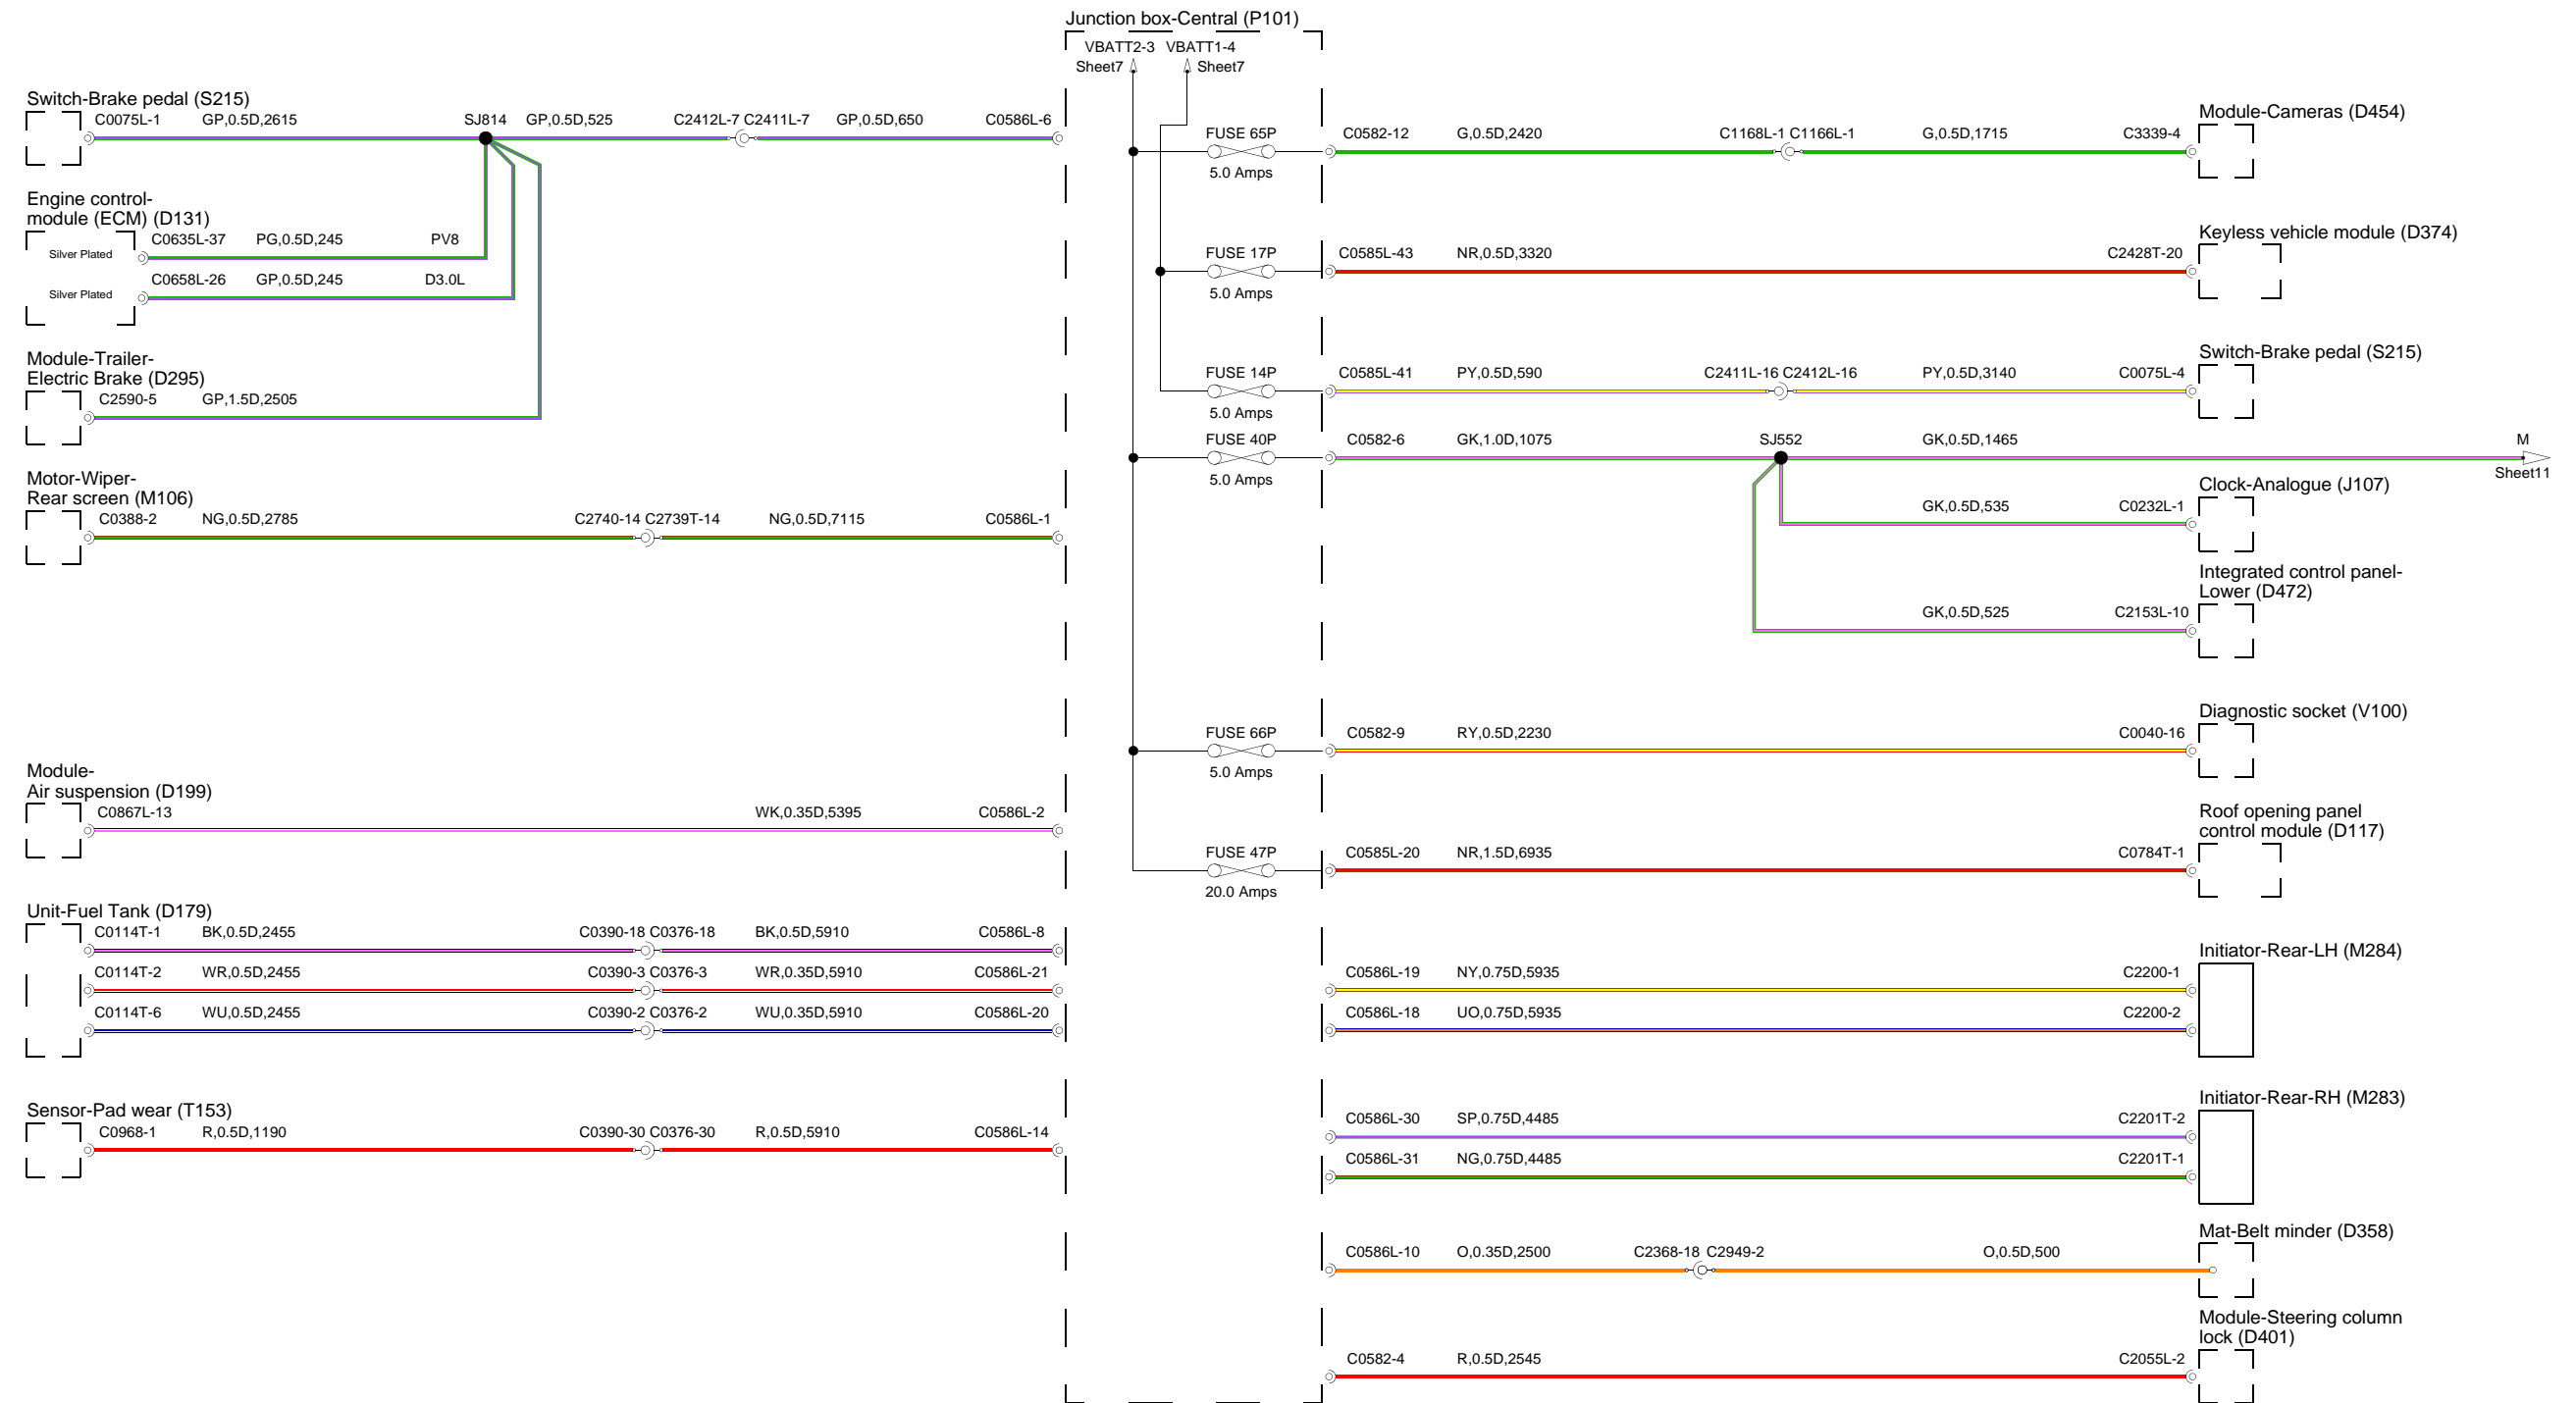 Junction box-Central (P101)
VBATT2-3 VBATT1-4
Sheet7 Sheet7
Switch-Brake pedal (S215)
C0075L-1 GP,0.5D,2615 SJ814 GP,0.5D,525 C2412L-7 C2411L-7 GP,0.5D,650 C0586L-6
Engine control-
module (ECM) (D131)
Silver Plated C0635L-37 PG,0.5D,245 PV8
Silver Plated C0658L-26 GP,0.5D,245 D3.0L
Module-Trailer-
Electric Brake (D295)
C2590-5 GP,1.5D,2505
Motor-Wiper-
Rear screen (M106)
C0388-2 NG,0.5D,2785 C2740-14 C2739T-14 NG,0.5D,7115 C0586L-1
Module-
Air suspension (D199)
C0867L-13 WK,0.35D,5395 C0586L-2
Unit-Fuel Tank (D179)
C0114T-1 BK,0.5D,2455 C0390-18 C0376-18 BK,0.5D,5910 C0586L-8
C0114T-2 WR,0.5D,2455 C0390-3 C0376-3 WR,0.35D,5910 C0586L-21
C0114T-6 WU,0.5D,2455 C0390-2 C0376-2 WU,0.35D,5910 C0586L-20
Sensor-Pad wear (T153)
C0968-1 R,0.5D,1190 C0390-30 C0376-30 R,0.5D,5910 C0586L-14
Module-Cameras (D454)
FUSE 65P C0582-12 G,0.5D,2420 C1168L-1 C1166L-1 G,0.5D,1715 C3339-4
5.0 Amps
Keyless vehicle module (D374)
FUSE 17P C0585L-43 NR,0.5D,3320 C2428T-20
5.0 Amps
Switch-Brake pedal (S215)
FUSE 14P C0585L-41 PY,0.5D,590 C2411L-16 C2412L-16 PY,0.5D,3140 C0075L-4
5.0 Amps
FUSE 40P C0582-6 GK,1.0D,1075 SJ552 GK,0.5D,1465 M
5.0 Amps Sheet11
Clock-Analogue (J107)
GK,0.5D,535 C0232L-1
Integrated control panel-
Lower (D472)
GK,0.5D,525 C2153L-10
Diagnostic socket (V100)
FUSE 66P C0582-9 RY,0.5D,2230 C0040-16
5.0 Amps
Roof opening panel
control module (D117)
FUSE 47P C0585L-20 NR,1.5D,6935 C0784T-1
20.0 Amps
Initiator-Rear-LH (M284)
C0586L-19 NY,0.75D,5935 C2200-1
C0586L-18 UO,0.75D,5935 C2200-2
Initiator-Rear-RH (M283)
C0586L-30 SP,0.75D,4485 C2201T-2
C0586L-31 NG,0.75D,4485 C2201T-1
Mat-Belt minder (D358)
C0586L-10 O,0.35D,2500 C2368-18 C2949-2 O,0.5D,500
Module-Steering column
lock (D401)
C0582-4 R,0.5D,2545 C2055L-2